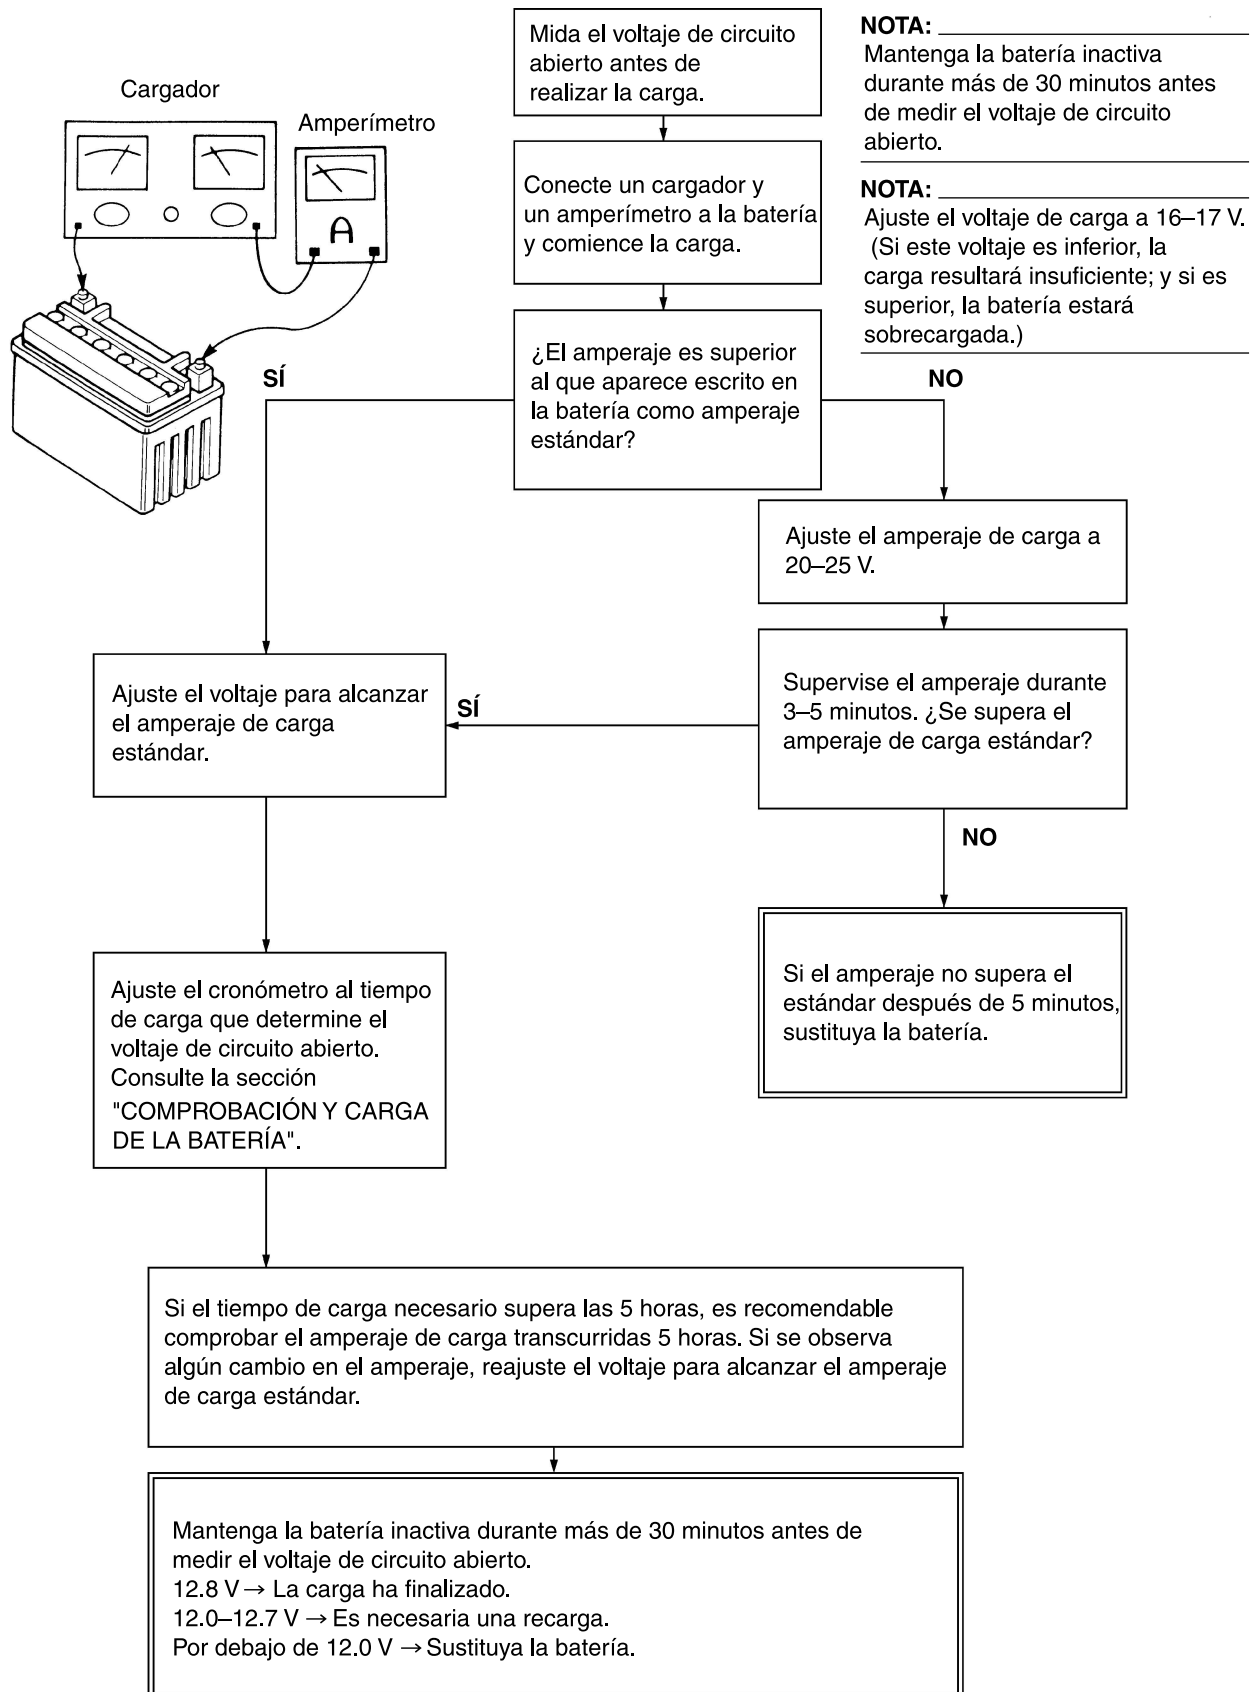 Mida el voltaje de circuito
abierto antes de
realizar la carga.
NOTA:
Mantenga la batería inactiva
durante más de 30 minutos antes
de medir el voltaje de circuito
abierto.
Cargador
Amperímetro
A
Conecte un cargador y
un amperímetro a la batería
y comience la carga.
NOTA:
Ajuste el voltaje de carga a 16–17 V.
(Si este voltaje es inferior, la
carga resultará insuficiente; y si es
superior, la batería estará
sobrecargada.)
¿El amperaje es superior
al que aparece escrito en
la batería como amperaje
estándar?
SÍ
NO
Ajuste el amperaje de carga a
20–25 V.
Ajuste el voltaje para alcanzar
el amperaje de carga
estándar.
SÍ
Supervise el amperaje durante
3–5 minutos. ¿Se supera el
amperaje de carga estándar?
NO
Ajuste el cronómetro al tiempo
de carga que determine el
voltaje de circuito abierto.
Consulte la sección
"COMPROBACIÓN Y CARGA
DE LA BATERÍA".
Si el amperaje no supera el
estándar después de 5 minutos,
sustituya la batería.
Si el tiempo de carga necesario supera las 5 horas, es recomendable
comprobar el amperaje de carga transcurridas 5 horas. Si se observa
algún cambio en el amperaje, reajuste el voltaje para alcanzar el amperaje
de carga estándar.
Mantenga la batería inactiva durante más de 30 minutos antes de
medir el voltaje de circuito abierto.
12.8 V → La carga ha finalizado.
12.0–12.7 V → Es necesaria una recarga.
Por debajo de 12.0 V → Sustituya la batería.